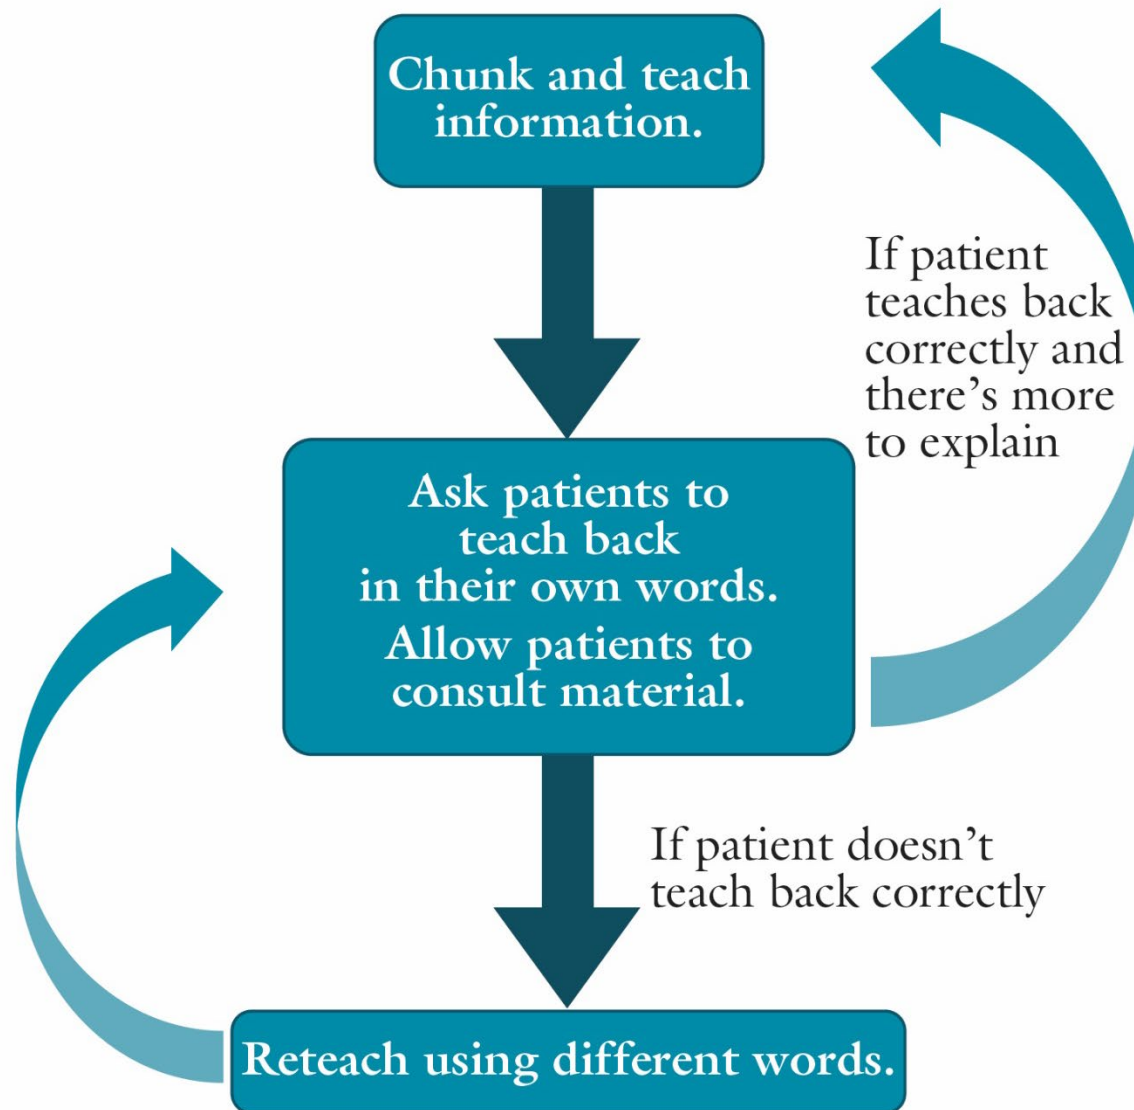 Chunk and teach
information.
If patient
teaches back
correctly and
there’s more
to explain
Ask patients to
teach back
in their own words.
Allow patients to
consult material.
If patient doesn’t
teach back correctly
Reteach using different words.